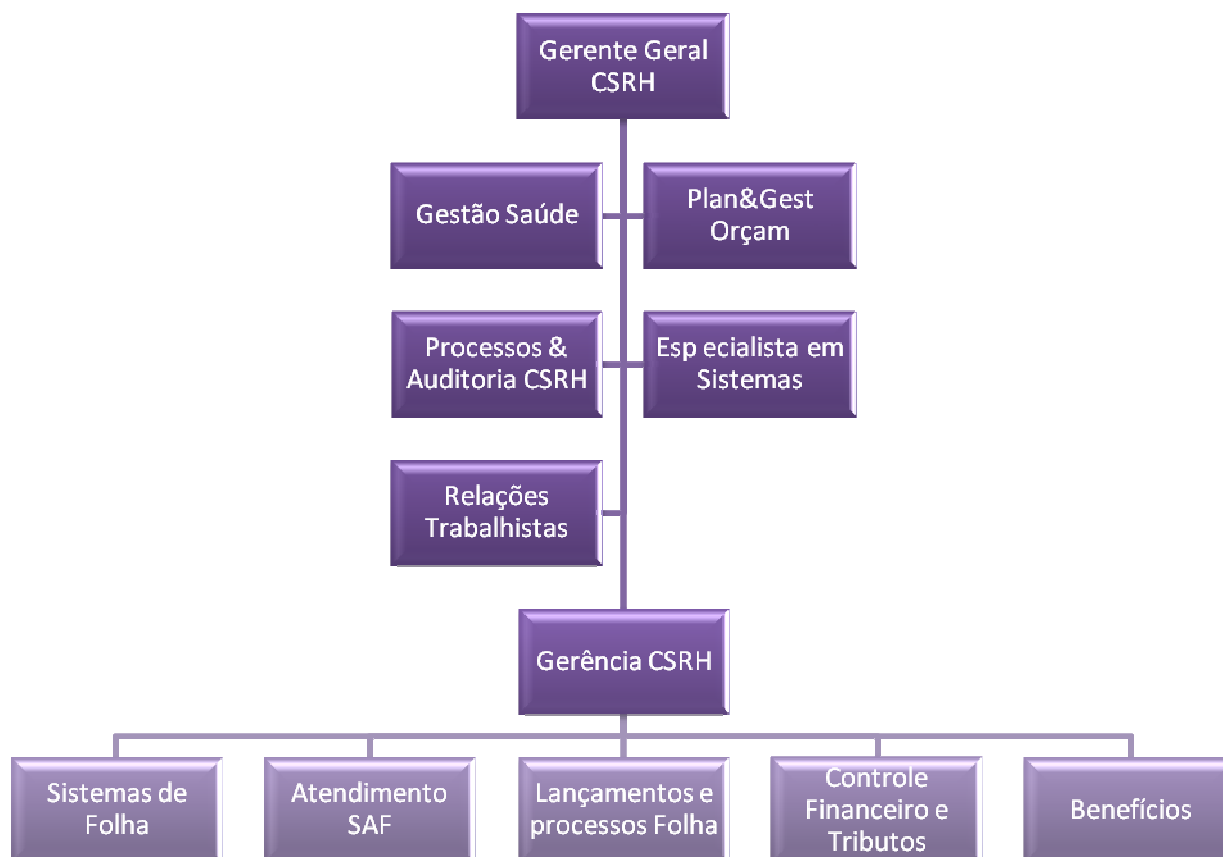 Gerente Geral
CSRH
Gestão Saúde
Plan&Gest
Orçam
Processos &
Auditoria CSRH
Esp ecialista em
Sistemas
Relações
Trabalhistas
Gerência CSRH
Sistemas de
Folha
Atendimento
SAF
Lançamentos e
processos Folha
Controle
Financeiro e
Tributos
Benefícios